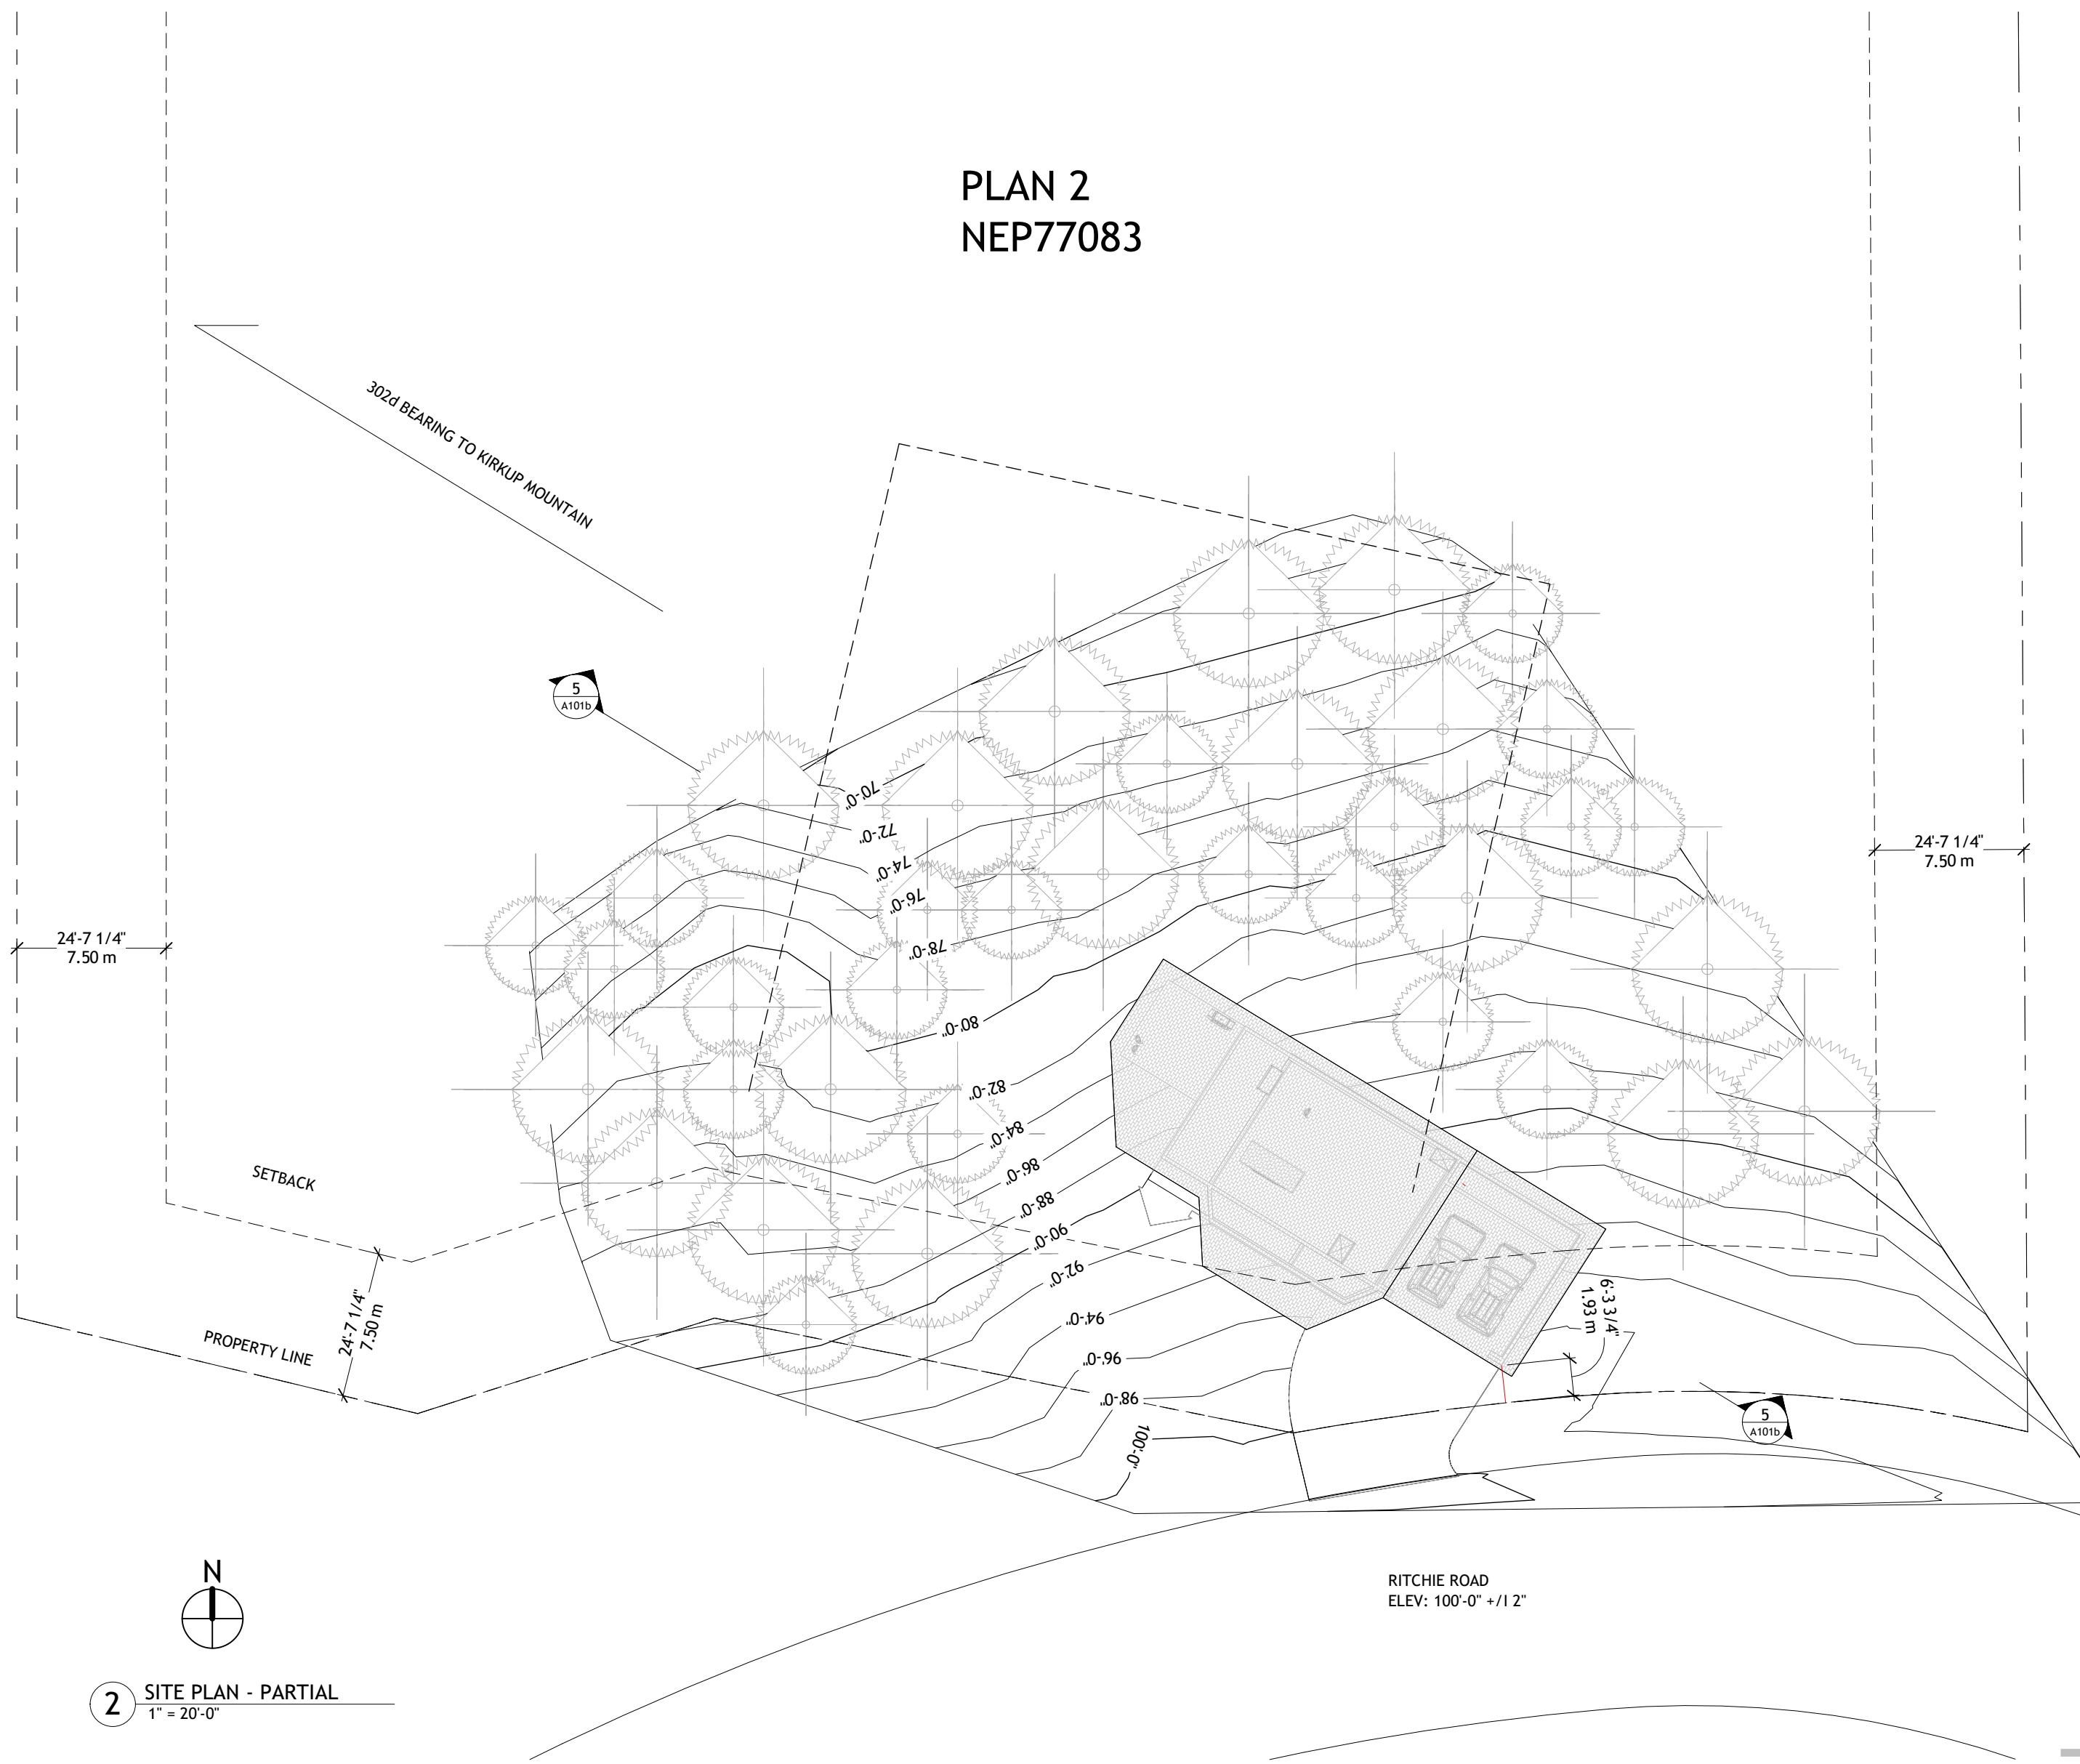 PLAN 2
NEP77083
302d BEARING TO KIRKUP MOUNTAIN
5
A101b
70'-0"
72'-0"
74'-0"
76'-0"
78'-0"
80'-0"
82'-0"
84'-0"
86'-0"
88'-0"
90'-0"
92'-0"
94'-0"
96'-0"
98'-0"
100'-0"
24'-7 1/4"
7.50 m
24'-7 1/4"
7.50 m
SETBACK
24'-7 1/4"
7.50 m
PROPERTY LINE
6'-3 3/4"
1.93 m
5
A101b
RITCHIE ROAD
ELEV: 100'-0" +/I 2"
N
2
SITE PLAN - PARTIAL
1" = 20'-0"